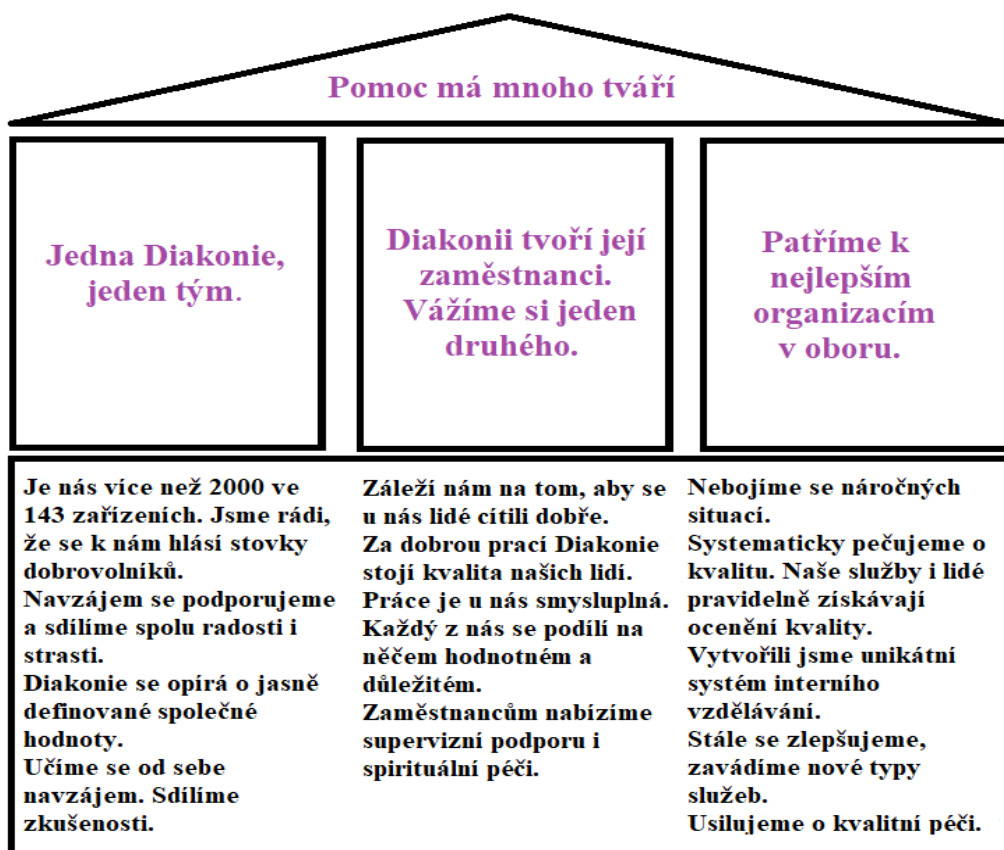 Pomoc má mnoho tváří
Jedna Diakonie,
jeden tým.
Diakonii tvoří její
zaměstnanci.
Vážíme si jeden
druhého.
Patříme k
nejlepším
organizacím
v oboru.
Je nás více než 2000 ve
143 zařízeních. Jsme rádi,
že se k nám hlásí stovky
dobrovolníků.
Navzájem se podporujeme
a sdílíme spolu radosti i
strasti.
Diakonie se opírá o jasně
definované společné
hodnoty.
Učíme se od sebe
navzájem. Sdílíme
zkušenosti.
Záleží nám na tom, aby se
u nás lidé cítili dobře.
Za dobrou prací Diakonie
stojí kvalita našich lidí.
Práce je u nás smysluplná.
Každý z nás se podílí na
něčem hodnotném a
důležitém.
Zaměstnancům nabízíme
supervizní podporu i
spirituální péči.
Nebojíme se náročných
situací.
Systematicky pečujeme o
kvalitu. Naše služby i lidé
pravidelně získávají
ocenění kvality.
Vytvořili jsme unikátní
systém interního
vzdělávání.
Stále se zlepšujeme,
zavádíme nové typy
služeb.
Usilujeme o kvalitní péči.